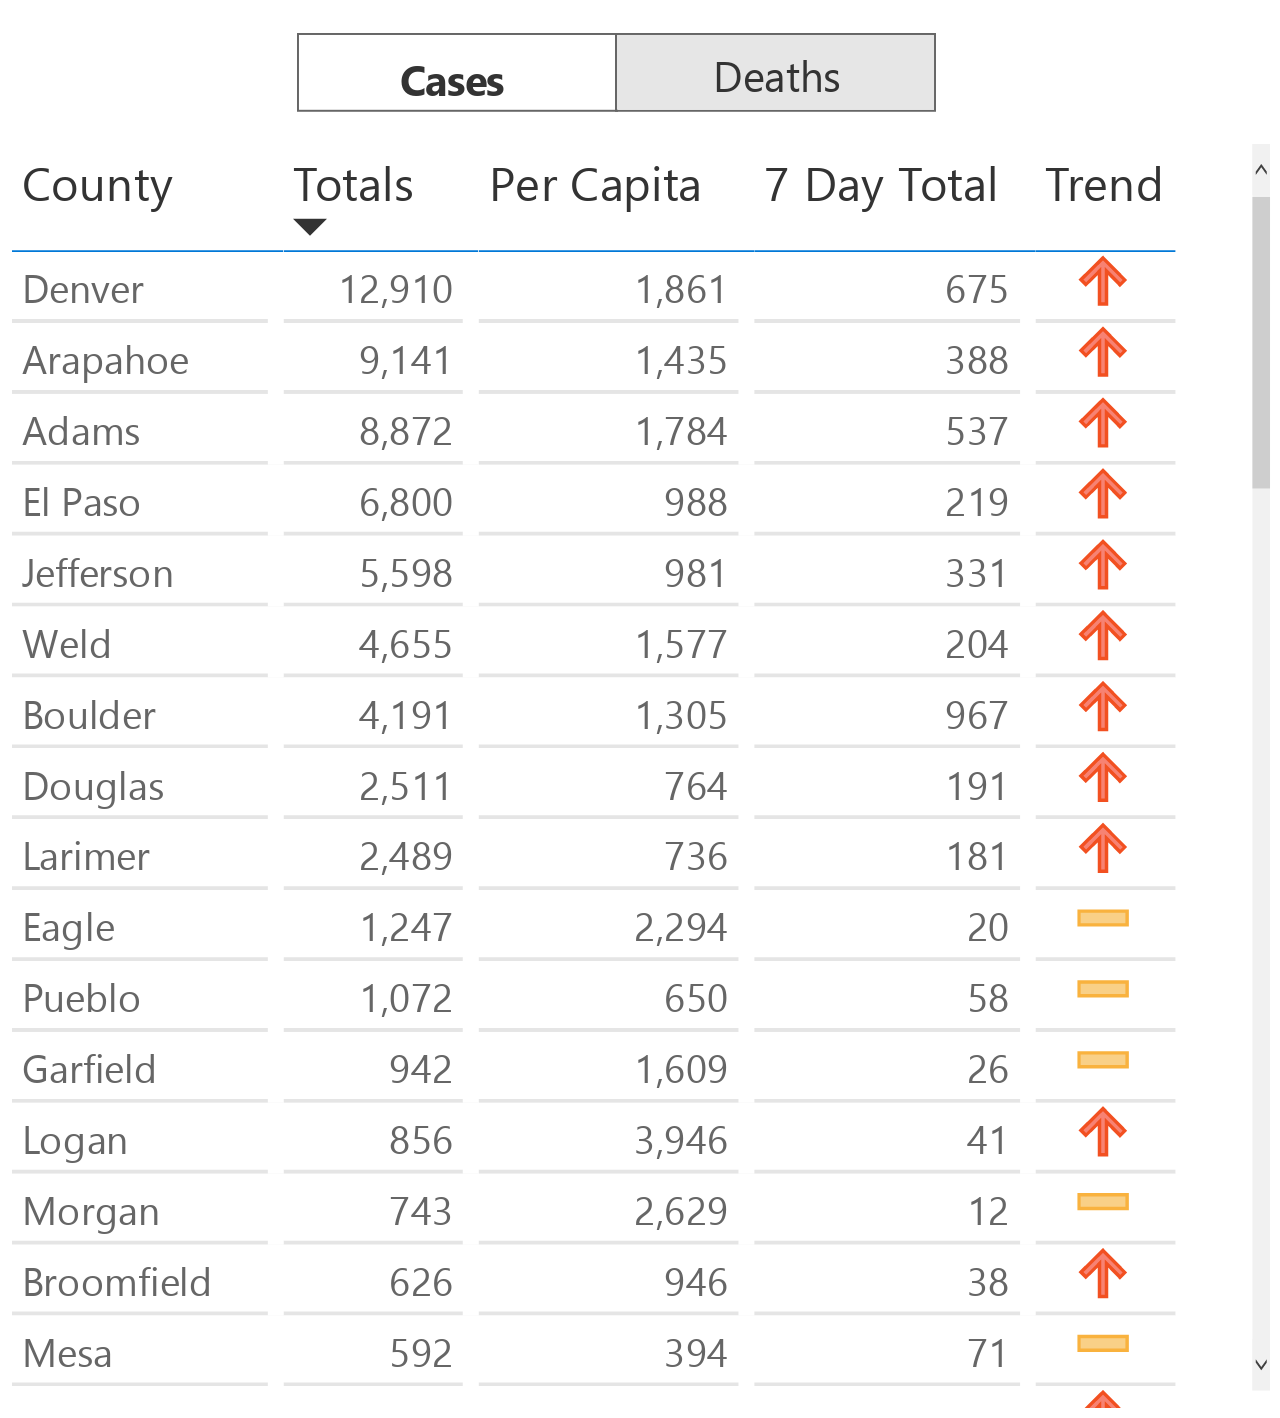 Cases Deaths
County Totals Per Capita 7 Day Total Trend
Denver 12,910 1,861 675
Arapahoe 9,141 1,435 388
Adams 8,872 1,784 537
El Paso 6,800 988 219
Jefferson 5,598 981 331
Weld 4,655 1,577 204
Boulder 4,191 1,305 967
Douglas 2,511 764 191
Larimer 2,489 736 181
Eagle 1,247 2,294 20
Pueblo 1,072 650 58
Garfield 942 1,609 26
Logan 856 3,946 41
Morgan 743 2,629 12
Broomfield 626 946 38
Mesa 592 394 71